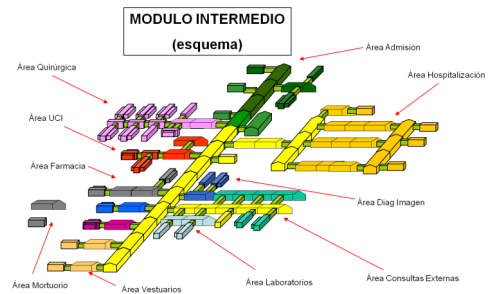 MODULO INTERMEDIO
(esquema)
Área Admisión
Área Quirúrgica
Área Hospitalización
Área UCI
Área Farmacia
Área Diag Imagen
Área Mortuorio
Área Vestuarios
Área Laboratorios
Área Consultas Externas